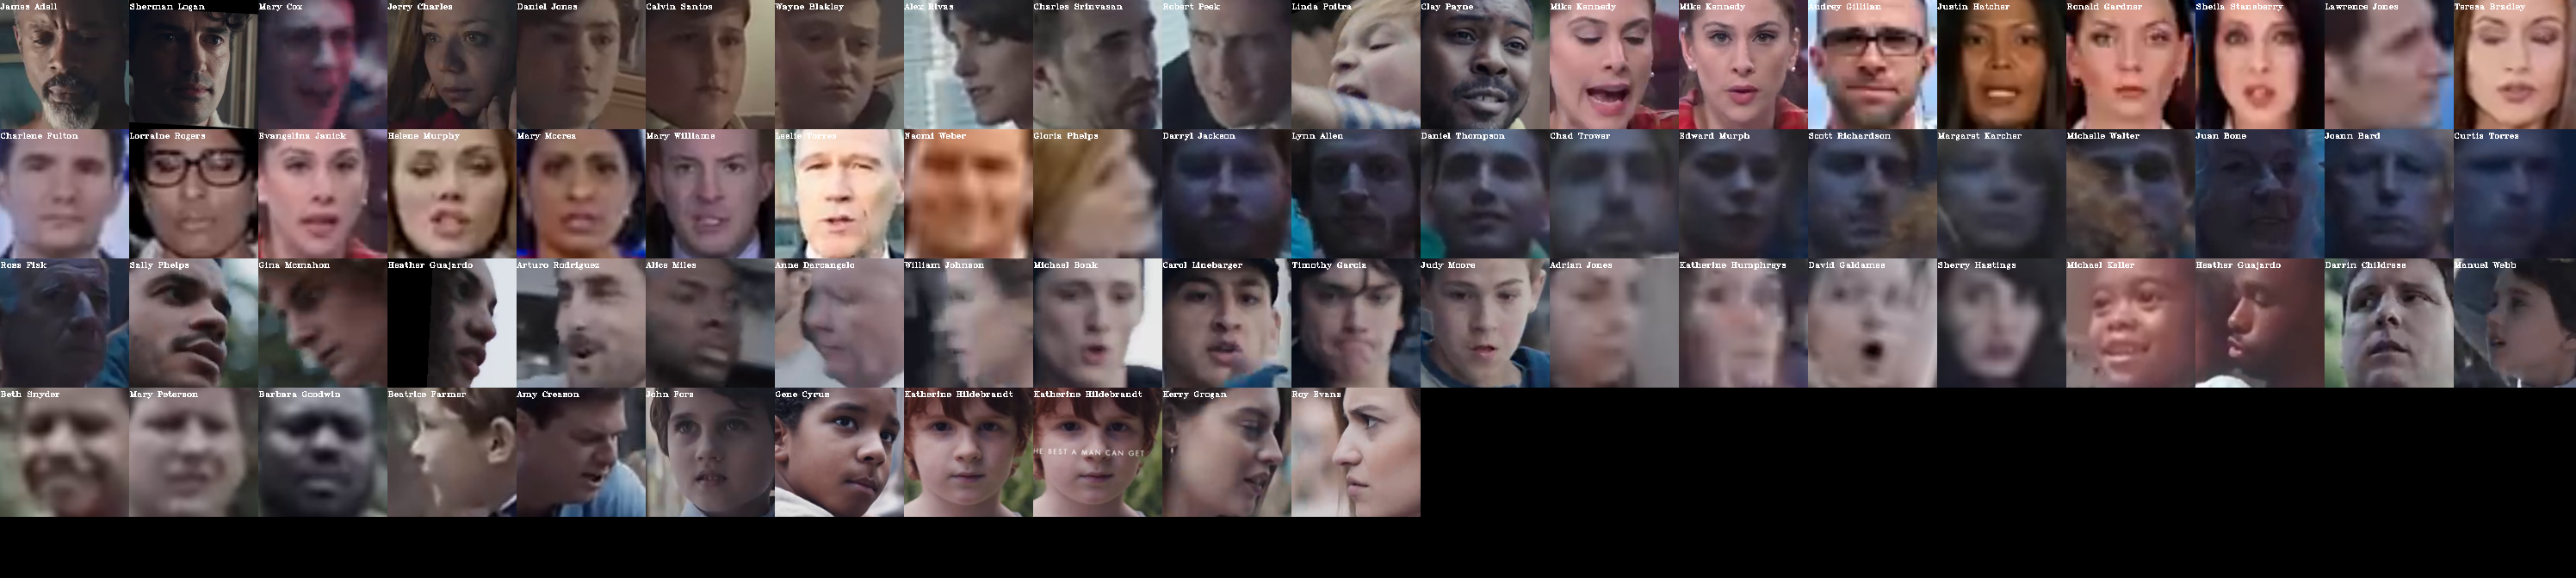 James Adell Sherman Logan Mary Cox Jerry Charles Daniel Jones Calvin Santos Wayne Blakley Alex Rivas Charles Srinvasan Robert Peek Linda Poitra Clay Payne Mike Kennedy Mike Kennedy Audrey Gillilan Justin Hatcher Ronald Gardner Sheila Stansberry Lawrence Jones Teresa Bradley
Charlene Fulton Lorraine Rogers Evangelina Janick Helene Murphy Mary Mccrea Mary Williams Leslie Torres Naomi Weber Gloria Phelps Darryl Jackson Lynn Allen Daniel Thompson Chad Trower Edward Murph Scott Richardson Margaret Karcher Michelle Walter Juan Bone Joann Bard Curtis Torres
Ross Fisk Sally Phelps Gina Mcmahon Heather Guajardo Arturo Rodriguez Alice Miles Anne Darcangelo William Johnson Michael Bonk Carol Linebarger Timothy Garcia Judy Moore Adrian Jones Katherine Humphreys David Galdamez Sherry Hastings Michael Keller Heather Guajardo Darrin Childress Manuel Webb
Beth Snyder Mary Peterson Barbara Goodwin Beatrice Farmer Amy Creason John Fors Gene Cyrus Katherine Hildebrandt Katherine Hildebrandt Kerry Grogan Roy Evans
HE BEST A MAN CAN GET